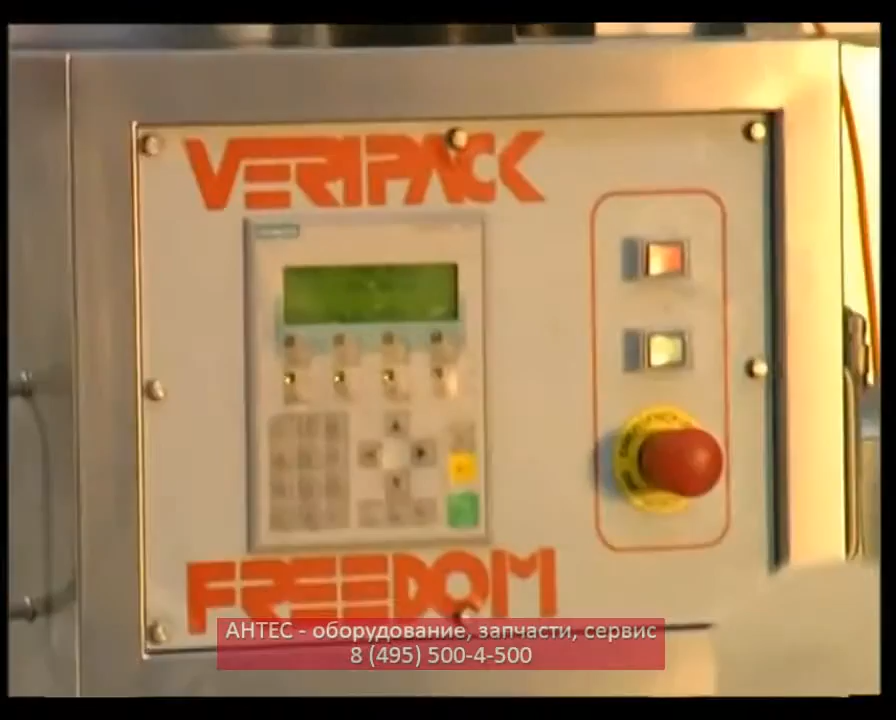 VERIPACK
FREEDOM
АНТЕС - оборудование, запчасти, сервис
8 (495) 500-4-500